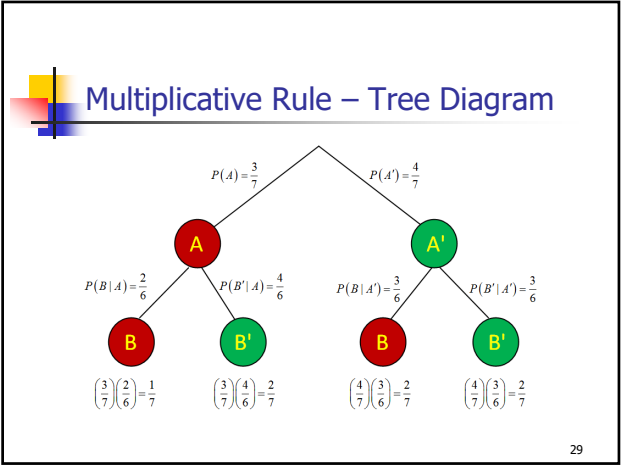 Multiplicative Rule – Tree Diagram
P(A) = 3/7
P(A') = 4/7
A
A'
P(B | A) = 2/6
P(B' | A) = 4/6
P(B | A') = 3/6
P(B' | A') = 3/6
B
B'
B
B'
(3/7)(2/6) = 1/7
(3/7)(4/6) = 2/7
(4/7)(3/6) = 2/7
(4/7)(3/6) = 2/7
29